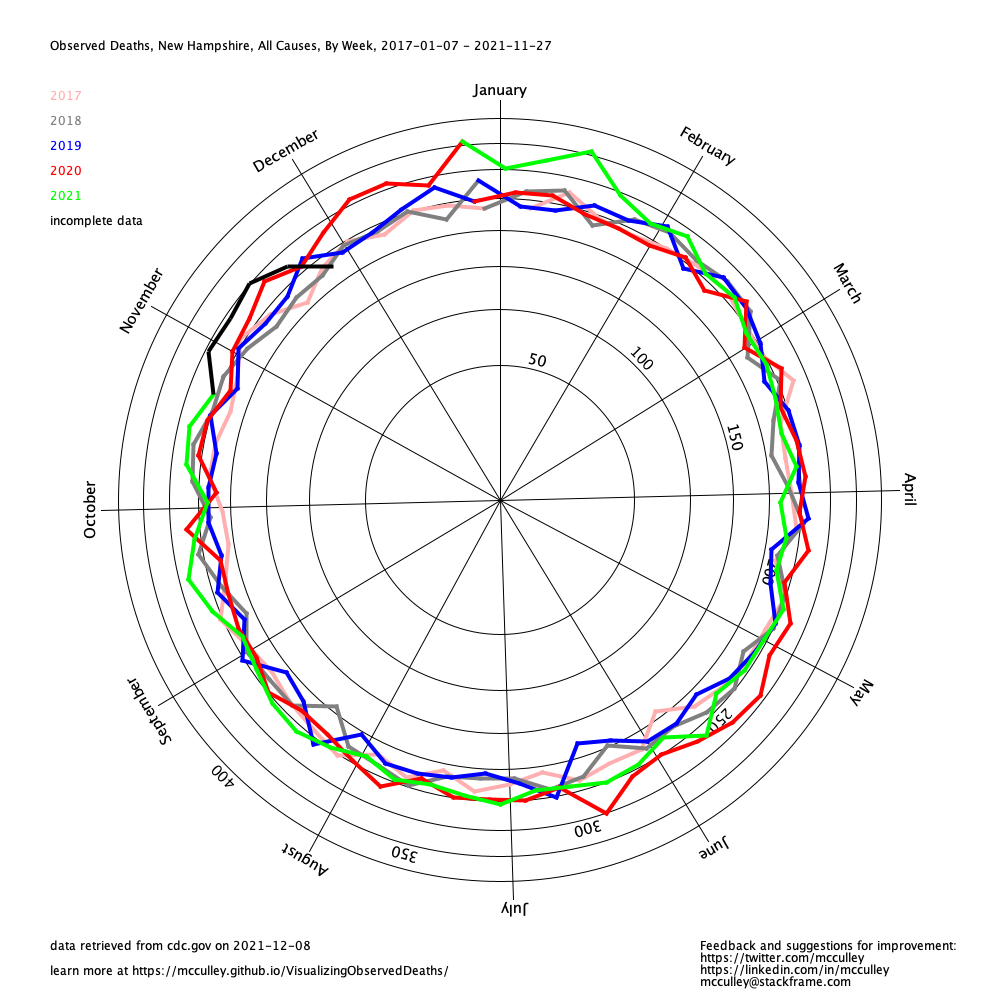 Observed Deaths, New Hampshire, All Causes, By Week, 2017-01-07 - 2021-11-27
2017
2018
2019
2020
2021
incomplete data
January
February
March
April
May
June
July
August
September
October
November
December
50
100
150
200
250
300
350
400
data retrieved from cdc.gov on 2021-12-08
learn more at https://mcculley.github.io/VisualizingObservedDeaths/
Feedback and suggestions for improvement:
https://twitter.com/mcculley
https://linkedin.com/in/mcculley
mcculley@stackframe.com